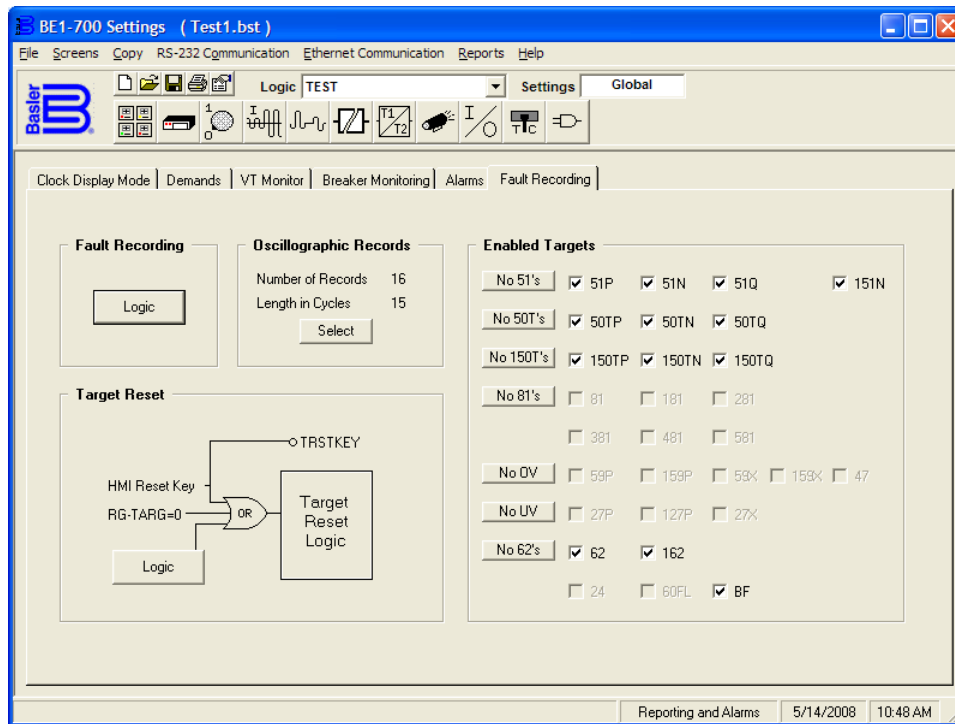 BE1-700 Settings ( Test1.bst )
File Screens Copy RS-232 Communication Ethernet Communication Reports Help
Basler
Logic TEST Settings Global
1 0 I T1 T2 I O T T C
Clock Display Mode Demands VT Monitor Breaker Monitoring Alarms Fault Recording
Fault Recording
Logic
Oscillographic Records
Number of Records 16
Length in Cycles 15
Select
Target Reset
TRSTKEY
HMI Reset Key
RG-TARG=0
OR
Logic
Target
Reset
Logic
Enabled Targets
No 51's 51P 51N 51Q 151N
No 50T's 50TP 50TN 50TQ
No 150T's 150TP 150TN 150TQ
No 81's 81 181 281
381 481 581
No OV 59P 159P 59X 159X 47
No UV 27P 127P 27X
No 62's 62 162
24 60FL BF
Reporting and Alarms 5/14/2008 10:48 AM